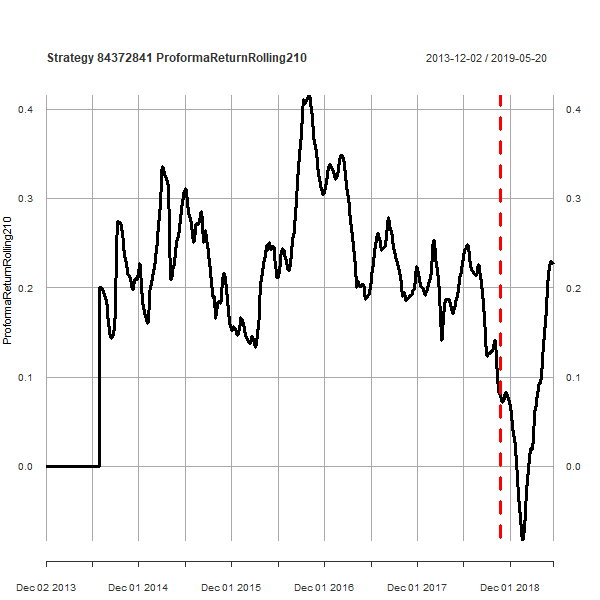 Strategy 84372841 ProformaReturnRolling210
2013-12-02 / 2019-05-20
0.4 0.4
0.3 0.3
0.2 0.2
0.1 0.1
0.0 0.0
ProformaReturnRolling210
Dec 02 2013 Dec 01 2014 Dec 01 2015 Dec 01 2016 Dec 01 2017 Dec 01 2018